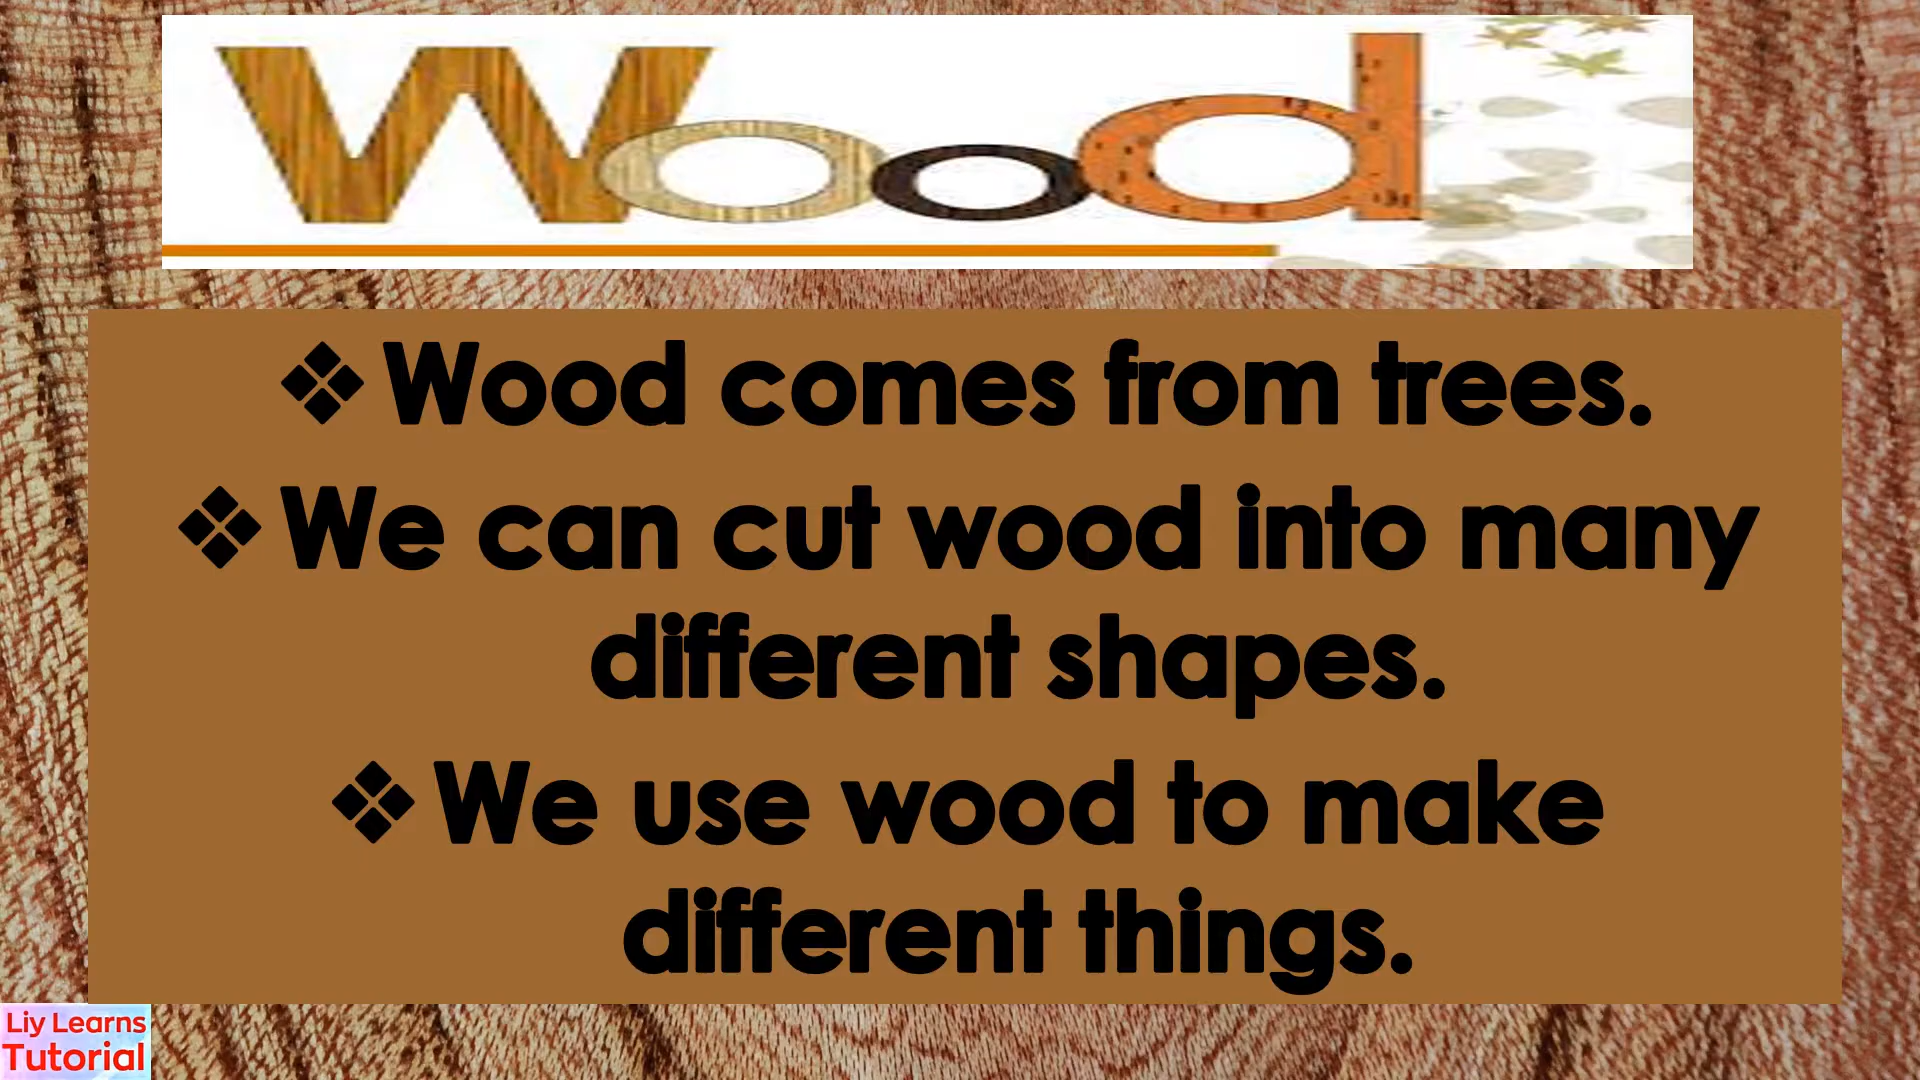 Wood
❖Wood comes from trees.
❖We can cut wood into many
different shapes.
❖We use wood to make
different things.
Liy Learns
Tutorial